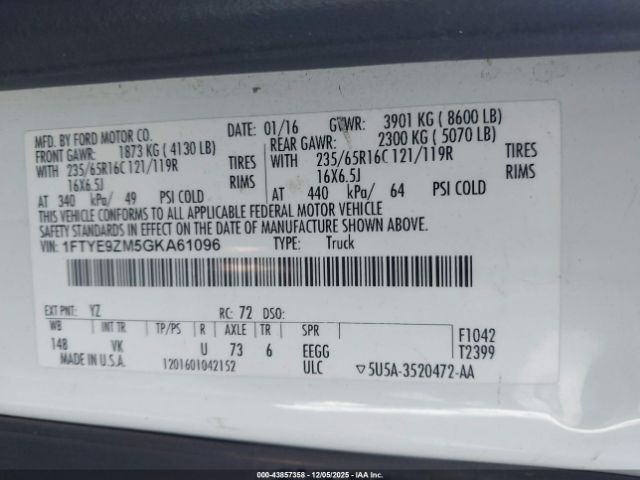 MFD. BY FORD MOTOR CO. DATE: 01/16 GVWR: 3901 KG ( 8600 LB)
FRONT GAWR: 1873 KG ( 4130 LB) REAR GAWR: 2300 KG ( 5070 LB)
WITH 235/65R16C 121/119R TIRES WITH 235/65R16C 121/119R TIRES
16X6.5J RIMS 16X6.5J RIMS
AT 340 kPa/ 49 PSI COLD AT 440 kPa/ 64 PSI COLD
THIS VEHICLE CONFORMS TO ALL APPLICABLE FEDERAL MOTOR VEHICLE
SAFETY STANDARDS IN EFFECT ON THE DATE OF MANUFACTURE SHOWN ABOVE.
VIN: 1FTYE9ZM5GKA61096 TYPE: Truck
EXT PNT: YZ RC: 72 DSO:
WB INT TR TP/PS R AXLE TR SPR F1042
148 VK U 73 6 EEGG T2399
MADE IN U.S.A. 1201601042152 ULC ▽5U5A-3520472-AA
000-43857358 - 12/05/2025 - IAA Inc.